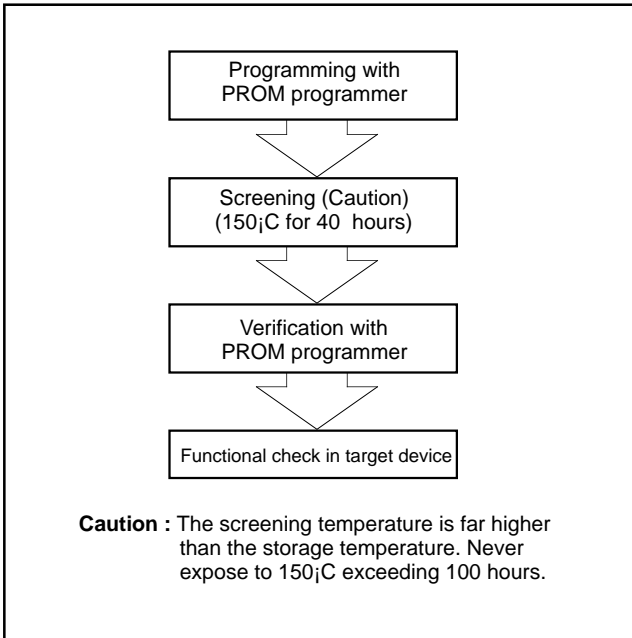 Programming with
PROM programmer
Screening (Caution)
(150¡C for 40 hours)
Verification with
PROM programmer
Functional check in target device
Caution : The screening temperature is far higher
than the storage temperature. Never
expose to 150¡C exceeding 100 hours.